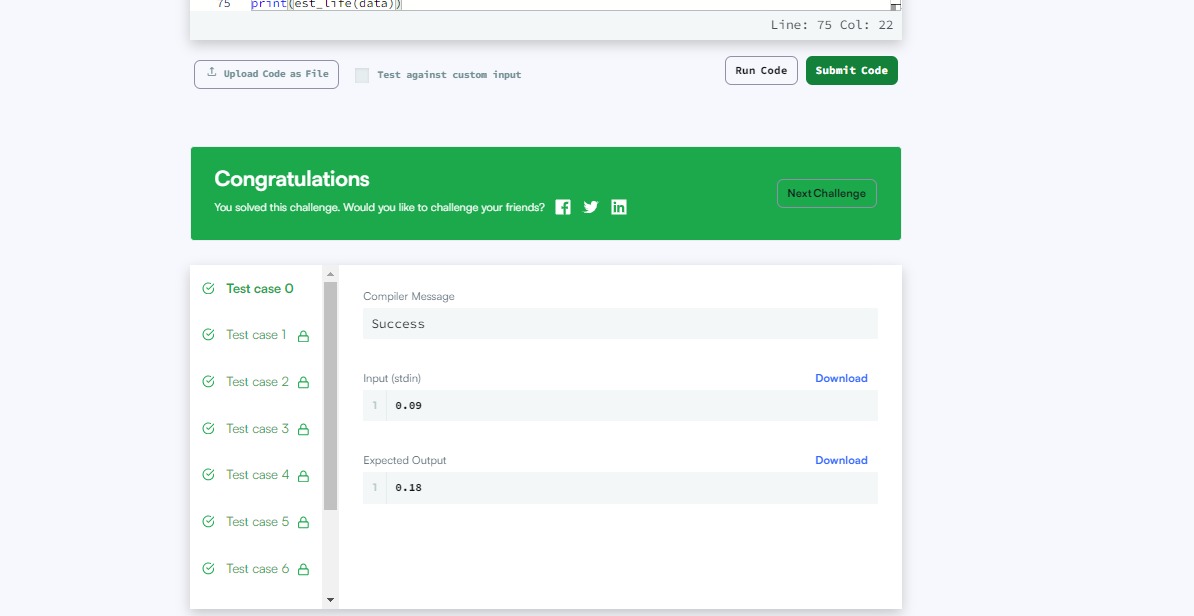 75 print(est_life(data))
Line: 75 Col: 22
Upload Code as File
Test against custom input
Run Code
Submit Code
Congratulations
You solved this challenge. Would you like to challenge your friends?
Next Challenge
Test case 0
Test case 1
Test case 2
Test case 3
Test case 4
Test case 5
Test case 6
Compiler Message
Success
Input (stdin)
Download
1 0.09
Expected Output
Download
1 0.18